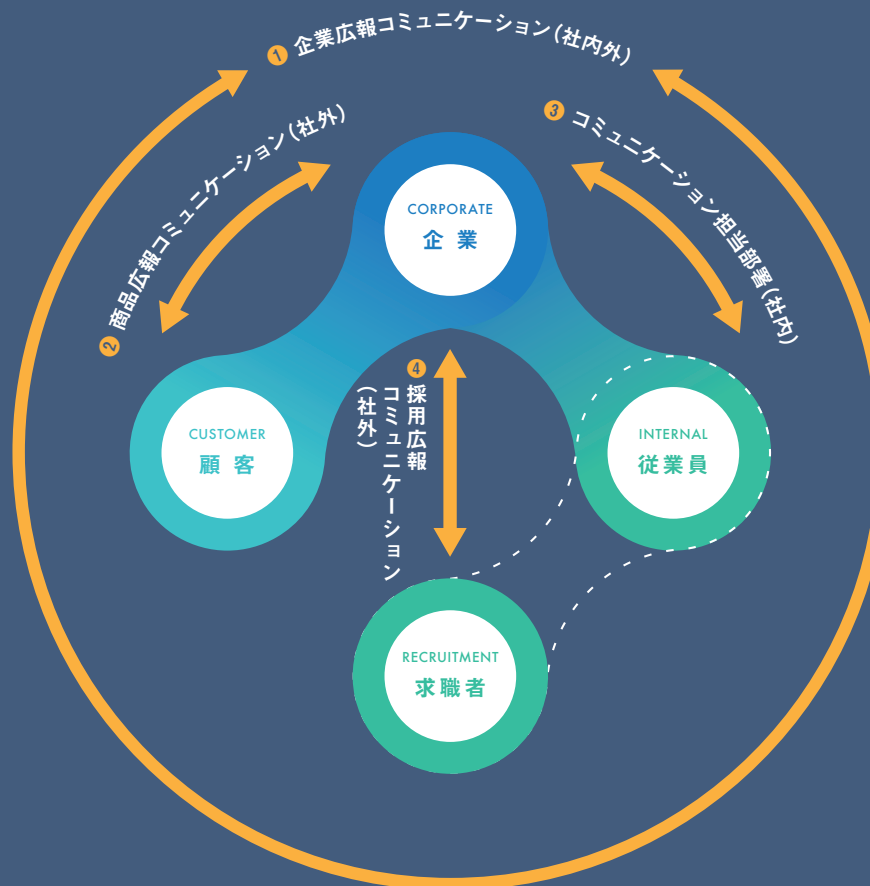 ❶ 企業広報コミュニケーション（社内外）
❷ 商品広報コミュニケーション（社外）
❸ コミュニケーション担当部署（社内）
CORPORATE
企業
❹ 採用広報
コミュニケーション
（社外）
CUSTOMER
顧客
INTERNAL
従業員
RECRUITMENT
求職者